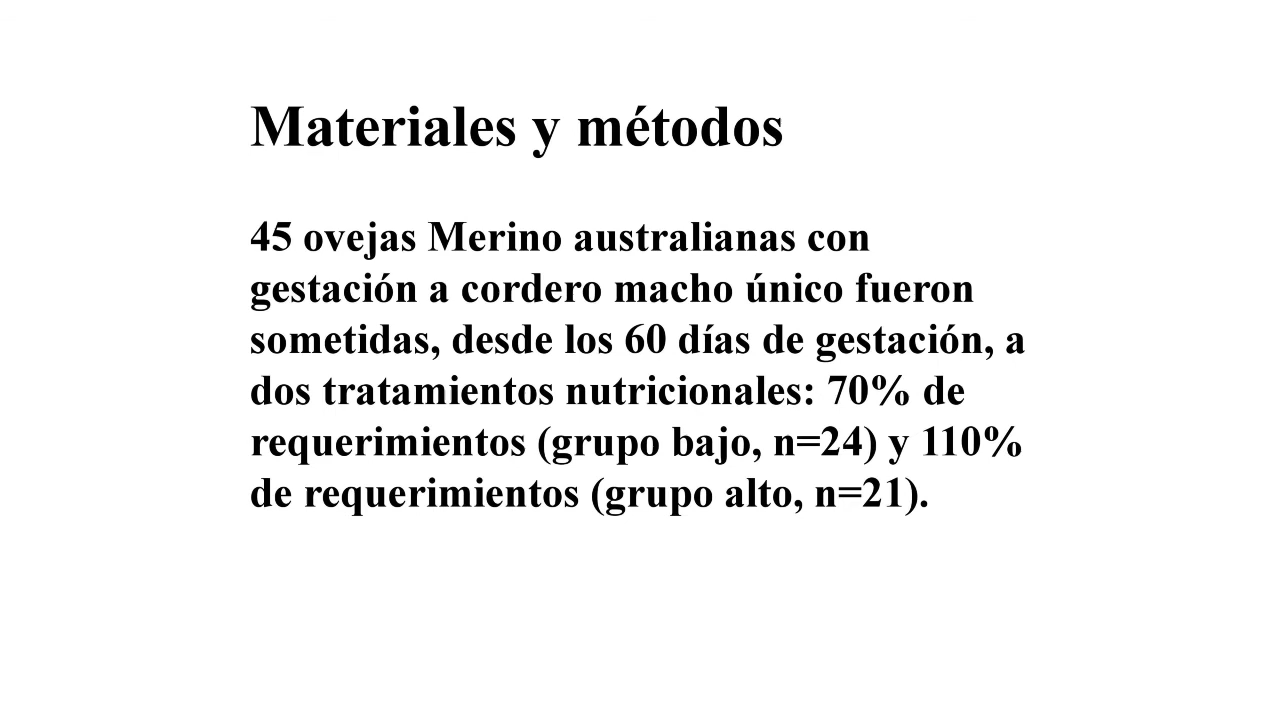 Materiales y métodos
45 ovejas Merino australianas con
gestación a cordero macho único fueron
sometidas, desde los 60 días de gestación, a
dos tratamientos nutricionales: 70% de
requerimientos (grupo bajo, n=24) y 110%
de requerimientos (grupo alto, n=21).